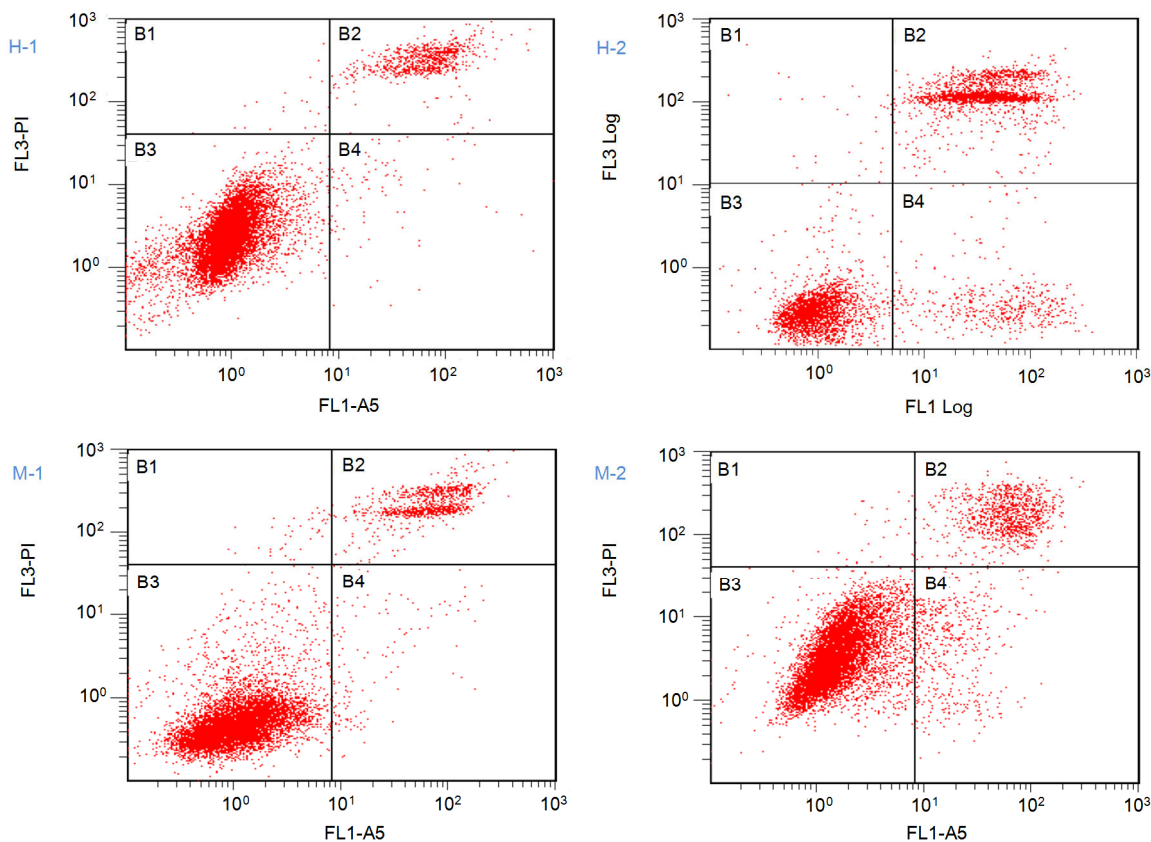 H-1
FL3-PI
10³
10²
10¹
10⁰
B1
B2
B3
B4
10⁰
10¹
10²
10³
FL1-A5
H-2
FL3 Log
10³
10²
10¹
10⁰
B1
B2
B3
B4
10⁰
10¹
10²
10³
FL1 Log
M-1
FL3-PI
10³
10²
10¹
10⁰
B1
B2
B3
B4
10⁰
10¹
10²
10³
FL1-A5
M-2
FL3-PI
10³
10²
10¹
10⁰
B1
B2
B3
B4
10⁰
10¹
10²
10³
FL1-A5